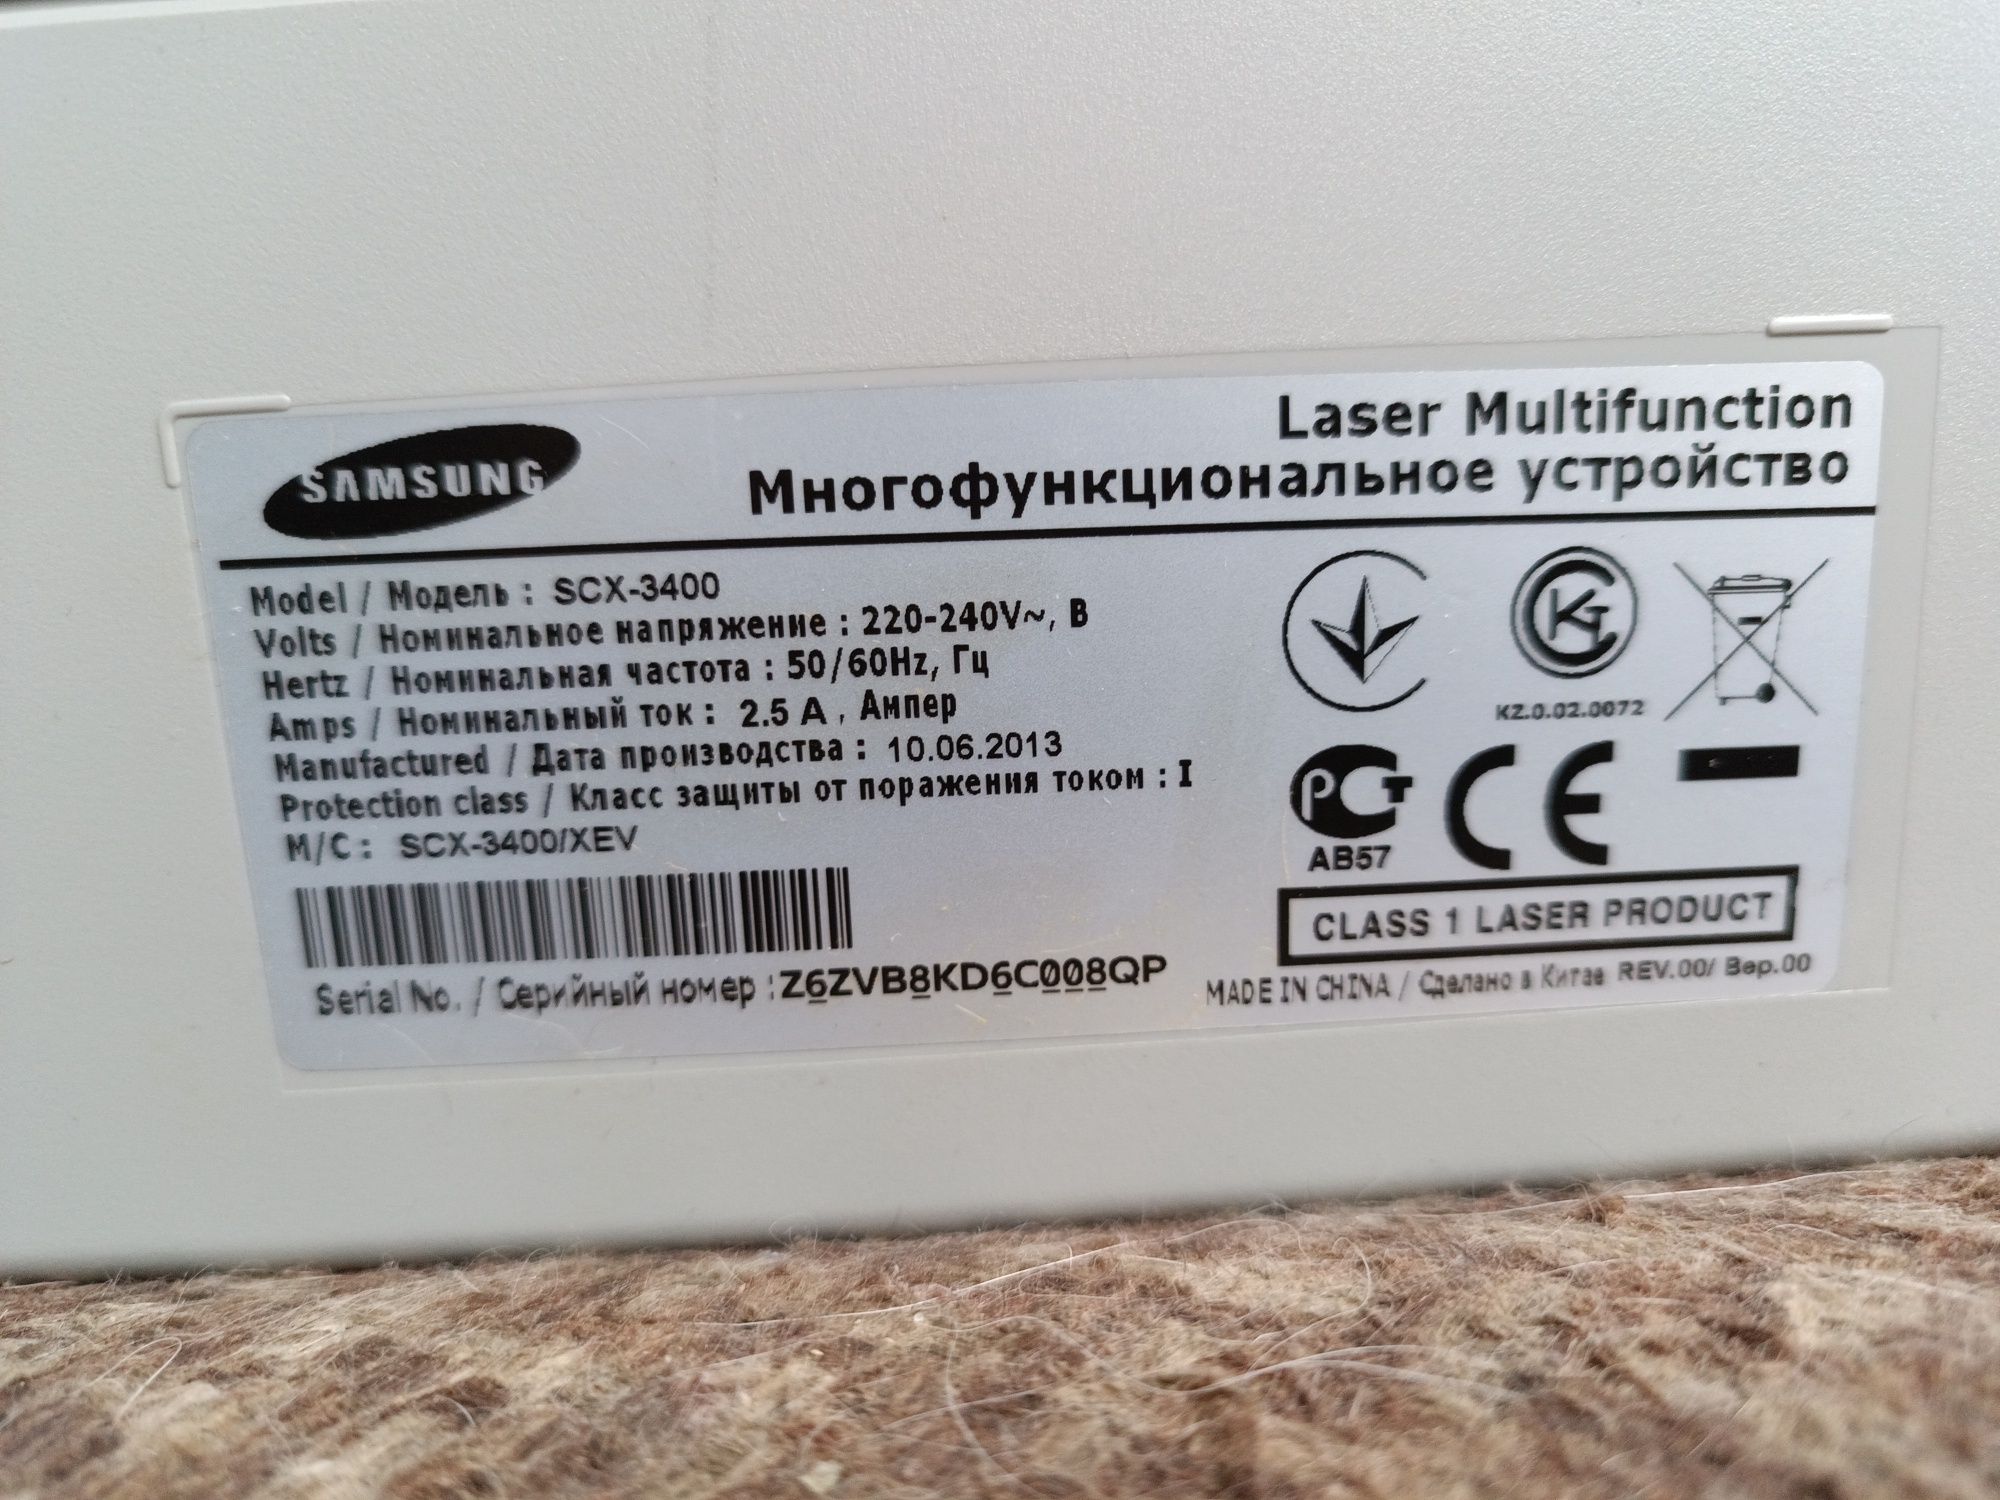 SAMSUNG
Laser Multifunction
Многофункциональное устройство
Model / Модель : SCX-3400
Volts / Номинальное напряжение : 220-240V~, В
Hertz / Номинальная частота : 50/60Hz, Гц
Amps / Номинальный ток : 2.5 A , Ампер
Manufactured / Дата производства : 10.06.2013
Protection class / Класс защиты от поражения током : I
M/C : SCX-3400/XEV
Serial No. / Серийный номер : Z6ZVB8KD6C008QP
KZ.0.02.0072
РСТ
АВ57
CE
CLASS 1 LASER PRODUCT
MADE IN CHINA / Сделано в Китае REV.00/ Вер.00